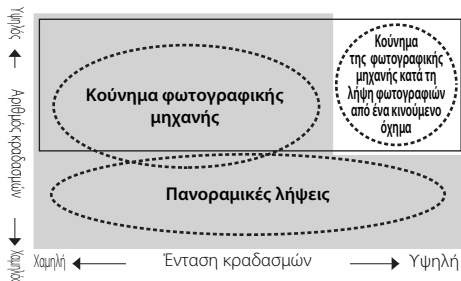 Υψηλός
Αριθμός κραδασμών
Χαμηλός
Κούνημα φωτογραφικής
μηχανής
Κούνημα
της φωτογραφικής
μηχανής κατά τη
λήψη φωτογραφιών
από ένα κινούμενο
όχημα
Πανοραμικές λήψεις
Χαμηλή
Ένταση κραδασμών
Υψηλή